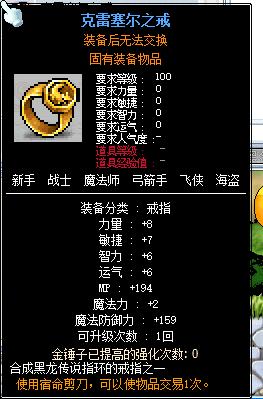 克雷塞尔之戒
装备后无法交换
固有装备物品
要求等级 : 100
要求力量 : 0
要求敏捷 : 0
要求智力 : 0
要求运气 : 0
要求人气度 : -
道具等级 : -
道具经验值 : -
新手 战士 魔法师 弓箭手 飞侠 海盗
装备分类 : 戒指
力量 : +8
敏捷 : +7
智力 : +6
运气 : +6
MP : +194
魔法力 : +2
魔法防御力 : +159
可升级次数 : 1回
金锤子已提高的强化次数: 0
合成黑龙传说指环的戒指之一
使用宿命剪刀，可以使物品交易1次。